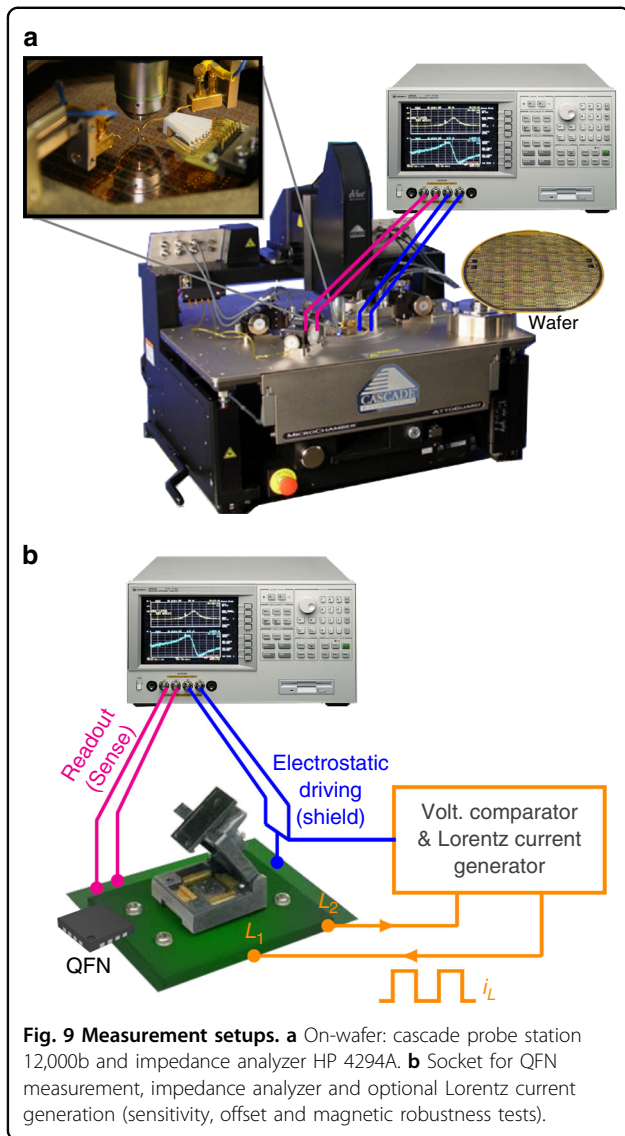 a
Wafer
CASCADE
MICROCHAMBER
ATTOGUARD
b
Readout
(Sense)
Electrostatic
driving
(shield)
Volt. comparator
& Lorentz current
generator
L2
L1
QFN
iL
Fig. 9 Measurement setups. a On-wafer: cascade probe station
12,000b and impedance analyzer HP 4294A. b Socket for QFN
measurement, impedance analyzer and optional Lorentz current
generation (sensitivity, offset and magnetic robustness tests).